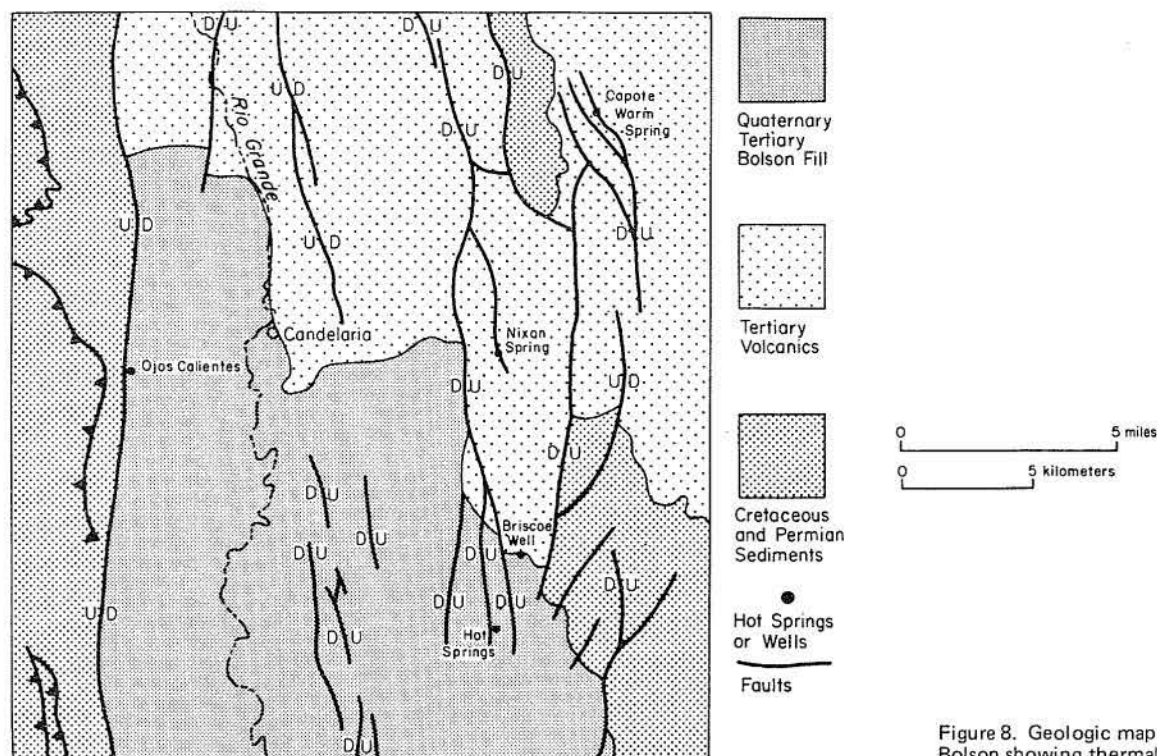 D U
D U
D U
Capote
Warm
Spring
Rio Grande
U D
D U
D U
U D
U D
D U
Candelaria
Nixan
Spring
Ojos Calientes
D U
U D
D U
D U
Briscoe
Well
D U
D U
D U
D U
U D
D U
D U
Hot
Springs
D U
D U
Quaternary
Tertiary
Bolson Fill
Tertiary
Volcanics
Cretaceous
and Permian
Sediments
Hot Springs
or Wells
Faults
0 5 miles
0 5 kilometers
Figure 8. Geologic map
Bolson showing thermal